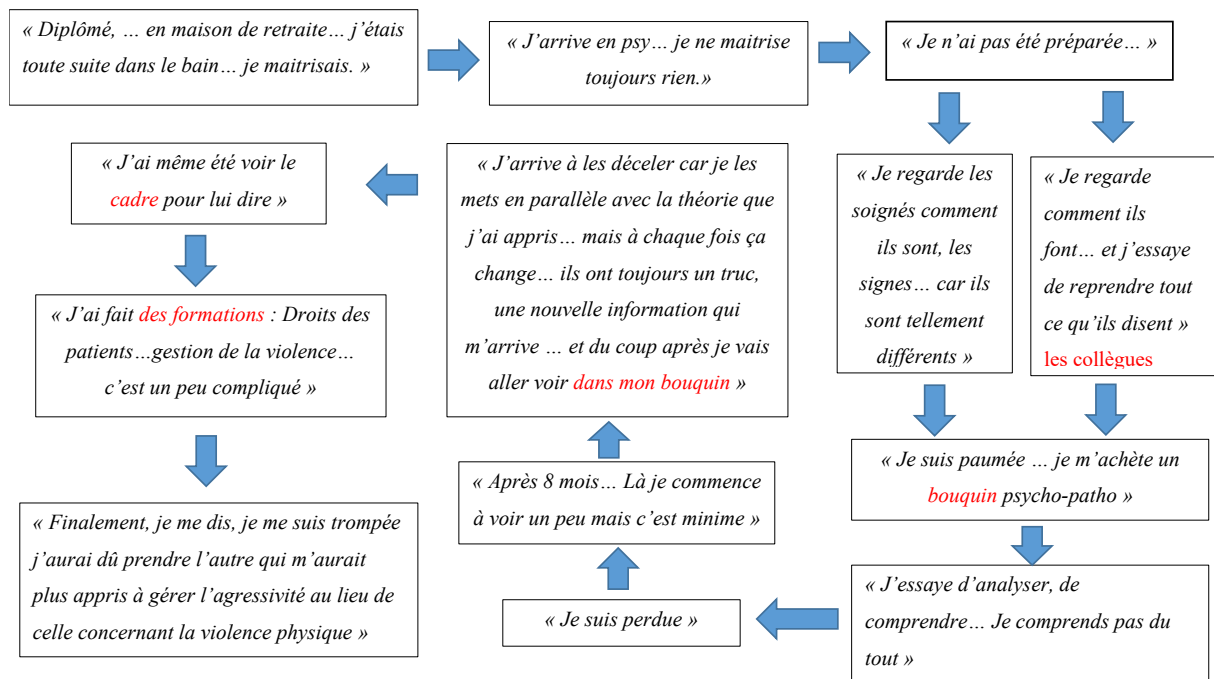 « Diplômé, … en maison de retraite… j’étais
toute suite dans le bain… je maitrisais. »
« J’arrive en psy… je ne maitrise
toujours rien.»
« Je n’ai pas été préparée… »
« Je regarde les
soignés comment
ils sont, les
signes… car ils
sont tellement
différents »
« Je regarde
comment ils
font… et j’essaye
de reprendre tout
ce qu’ils disent »
les collègues
« Je suis paumée … je m’achète un
bouquin psycho-patho »
« J’essaye d’analyser, de
comprendre… Je comprends pas du
tout »
« Je suis perdue »
« Après 8 mois… Là je commence
à voir un peu mais c’est minime »
« J’arrive à les déceler car je les
mets en parallèle avec la théorie que
j’ai appris… mais à chaque fois ça
change… ils ont toujours un truc,
une nouvelle information qui
m’arrive … et du coup après je vais
aller voir dans mon bouquin »
« J’ai même été voir le
cadre pour lui dire »
« J’ai fait des formations : Droits des
patients…gestion de la violence…
c’est un peu compliqué »
« Finalement, je me dis, je me suis trompée
j’aurai dû prendre l’autre qui m’aurait
plus appris à gérer l’agressivité au lieu de
celle concernant la violence physique »